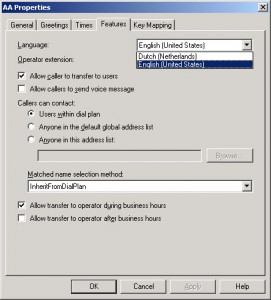 AA Properties
General Greetings Times Features Key Mapping
Language: English (United States)
Dutch (Netherlands)
Operator extension: English (United States)
Allow caller to transfer to users
Allow callers to send voice message
Callers can contact:
Users within dial plan
Anyone in the default global address list
Anyone in this address list:
Browse...
Matched name selection method:
InheritFromDialPlan
Allow transfer to operator during business hours
Allow transfer to operator after business hours
OK Cancel Apply Help